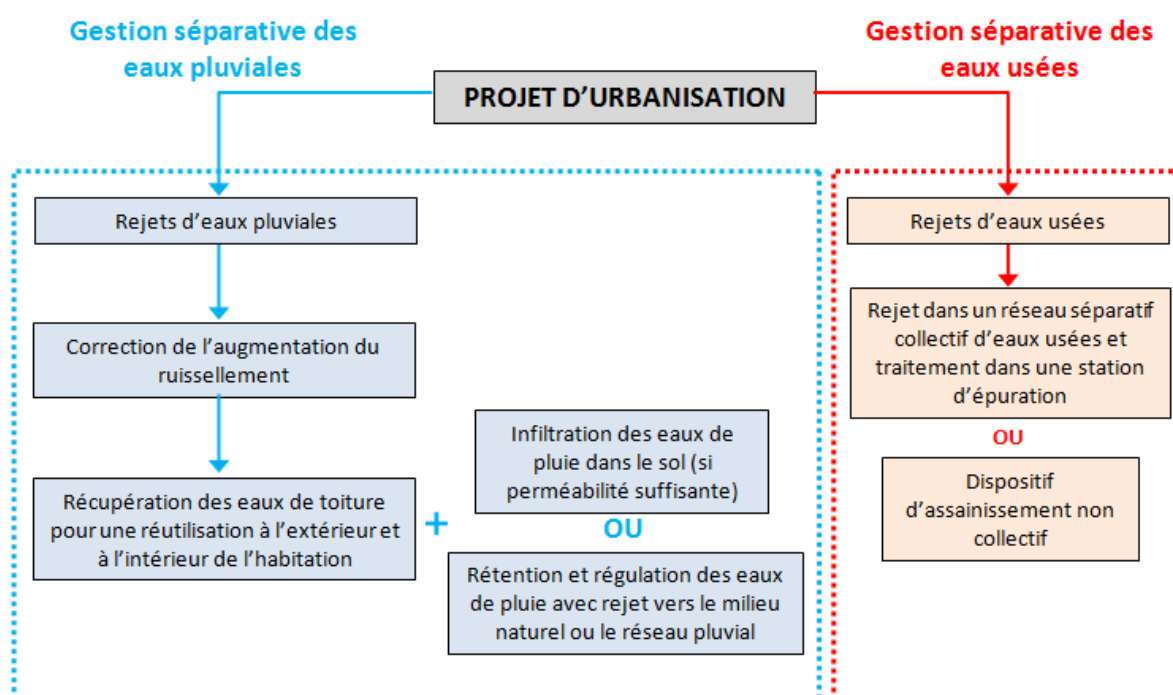 Gestion séparative des
eaux pluviales
Gestion séparative des
eaux usées
PROJET D'URBANISATION
Rejets d'eaux pluviales
Correction de l'augmentation du
ruissellement
Récupération des eaux de toiture
pour une réutilisation à l'extérieur et
à l'intérieur de l'habitation
+
Infiltration des eaux de
pluie dans le sol (si
perméabilité suffisante)
OU
Rétention et régulation des eaux
de pluie avec rejet vers le milieu
naturel ou le réseau pluvial
Rejets d'eaux usées
Rejet dans un réseau séparatif
collectif d'eaux usées et
traitement dans une station
d'épuration
OU
Dispositif
d'assainissement non
collectif